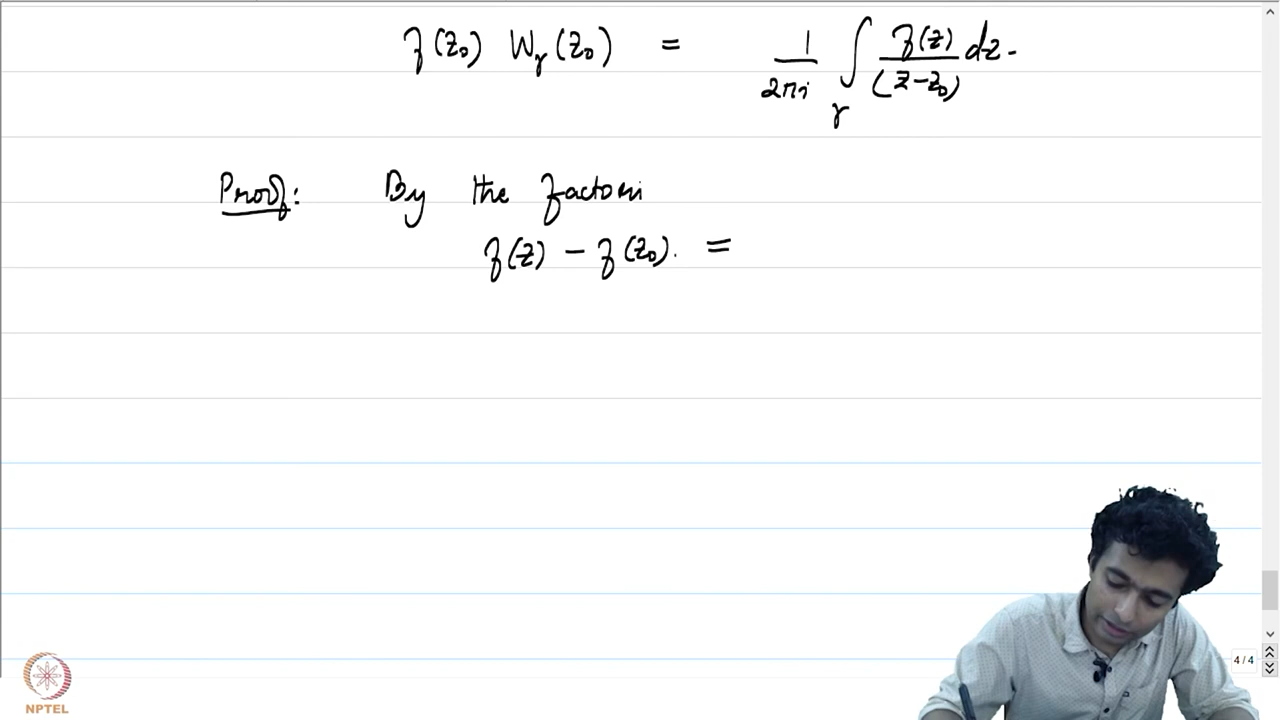 f(z₀) W_γ(z₀) = 1/2πi ∫_γ f(z)/(z-z₀) dz.
Proof: By the factori
f(z) - f(z₀). =
4 / 4
NPTEL